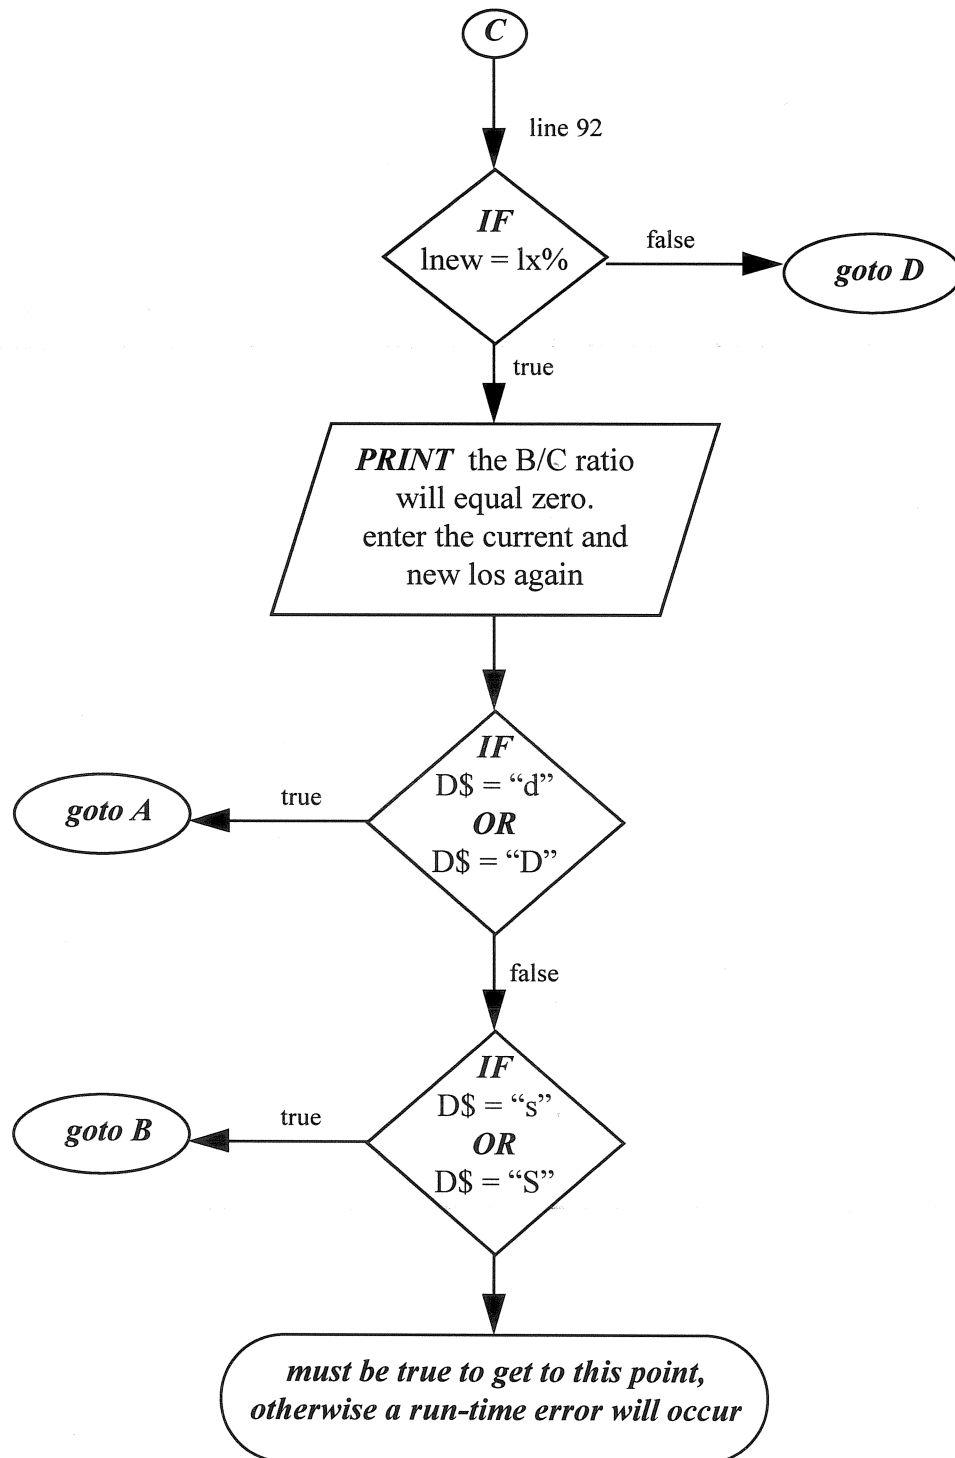 C
line 92
IF
lnew = lx%
false
goto D
true
PRINT the B/C ratio
will equal zero.
enter the current and
new los again
IF
D$ = “d”
OR
D$ = “D”
true
goto A
false
IF
D$ = “s”
OR
D$ = “S”
true
goto B
must be true to get to this point,
otherwise a run-time error will occur